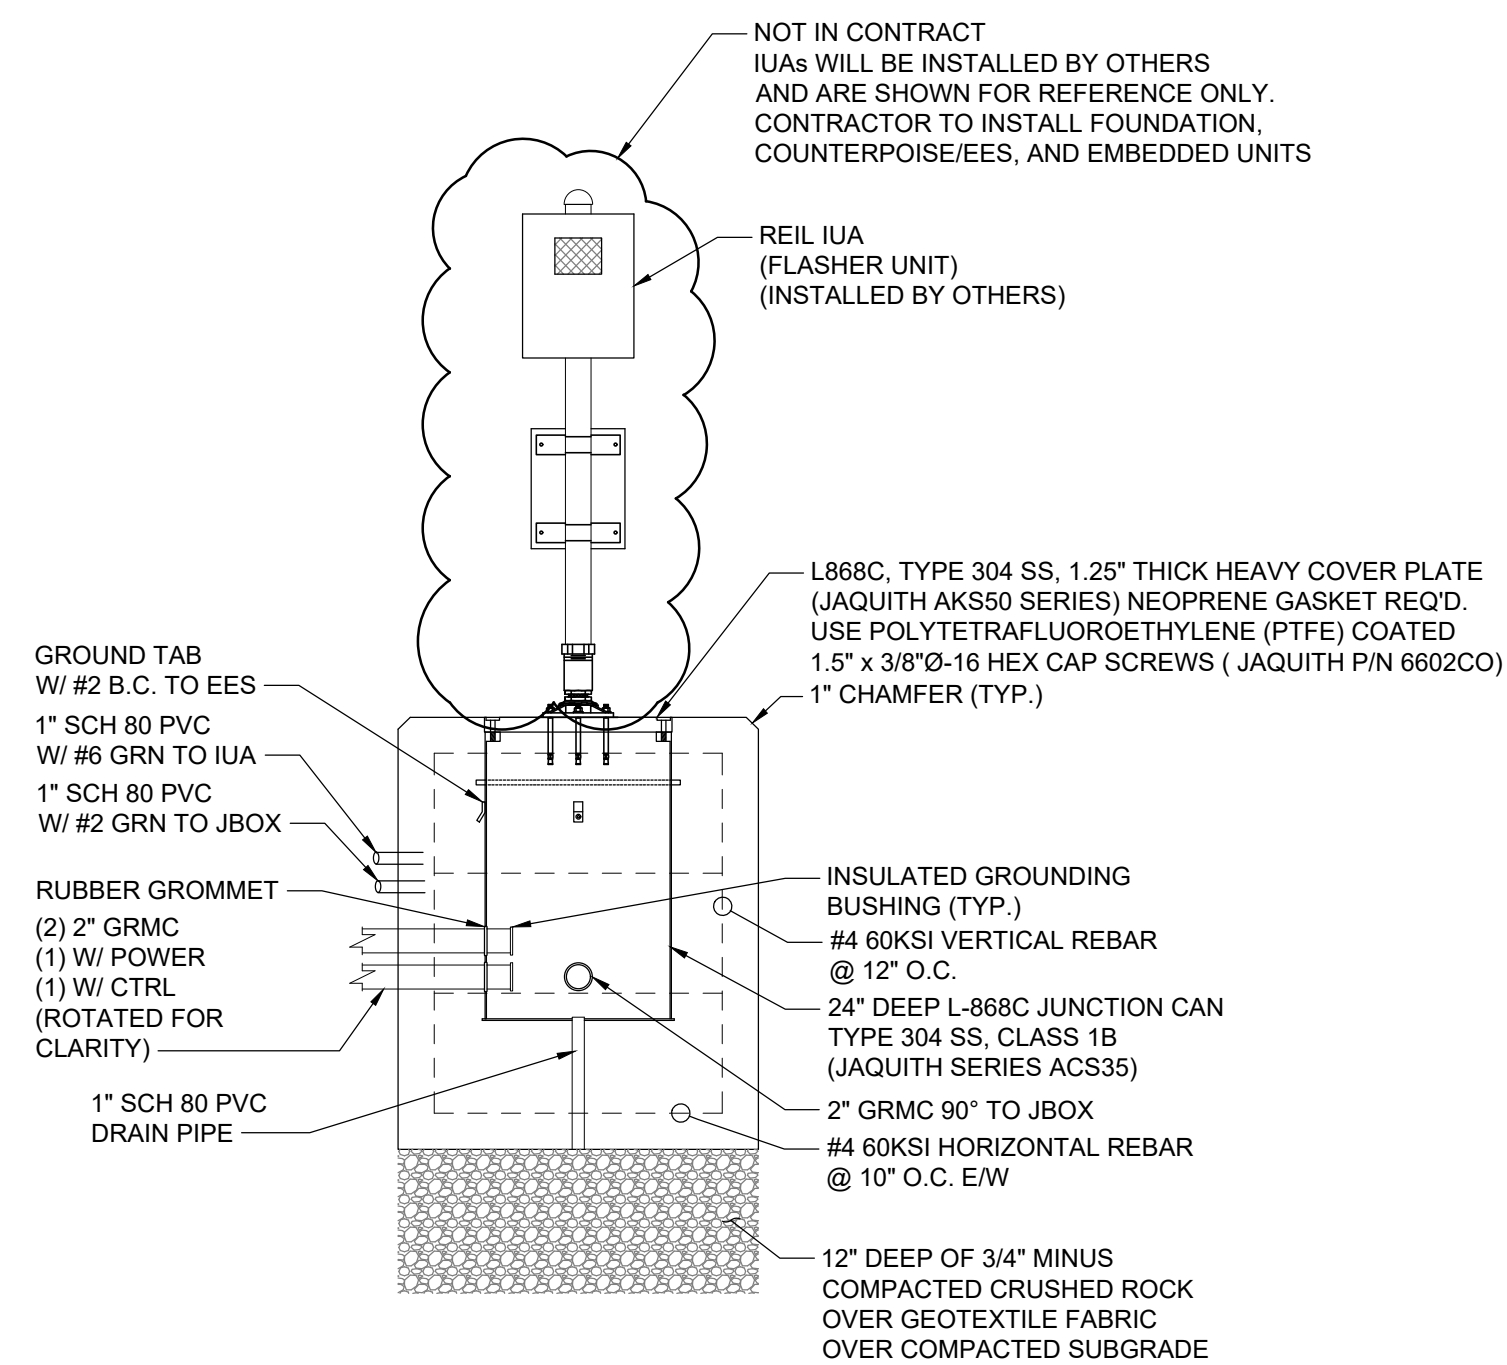 NOT IN CONTRACT
IUAs WILL BE INSTALLED BY OTHERS
AND ARE SHOWN FOR REFERENCE ONLY.
CONTRACTOR TO INSTALL FOUNDATION,
COUNTERPOISE/EES, AND EMBEDDED UNITS
REIL IUA
(FLASHER UNIT)
(INSTALLED BY OTHERS)
L868C, TYPE 304 SS, 1.25" THICK HEAVY COVER PLATE
(JAQUITH AKS50 SERIES) NEOPRENE GASKET REQ'D.
USE POLYTETRAFLUOROETHYLENE (PTFE) COATED
1.5" x 3/8"Ø-16 HEX CAP SCREWS ( JAQUITH P/N 6602CO)
1" CHAMFER (TYP.)
GROUND TAB
W/ #2 B.C. TO EES
1" SCH 80 PVC
W/ #6 GRN TO IUA
1" SCH 80 PVC
W/ #2 GRN TO JBOX
RUBBER GROMMET
(2) 2" GRMC
(1) W/ POWER
(1) W/ CTRL
(ROTATED FOR
CLARITY)
1" SCH 80 PVC
DRAIN PIPE
INSULATED GROUNDING
BUSHING (TYP.)
#4 60KSI VERTICAL REBAR
@ 12" O.C.
24" DEEP L-868C JUNCTION CAN
TYPE 304 SS, CLASS 1B
(JAQUITH SERIES ACS35)
2" GRMC 90° TO JBOX
#4 60KSI HORIZONTAL REBAR
@ 10" O.C. E/W
12" DEEP OF 3/4" MINUS
COMPACTED CRUSHED ROCK
OVER GEOTEXTILE FABRIC
OVER COMPACTED SUBGRADE